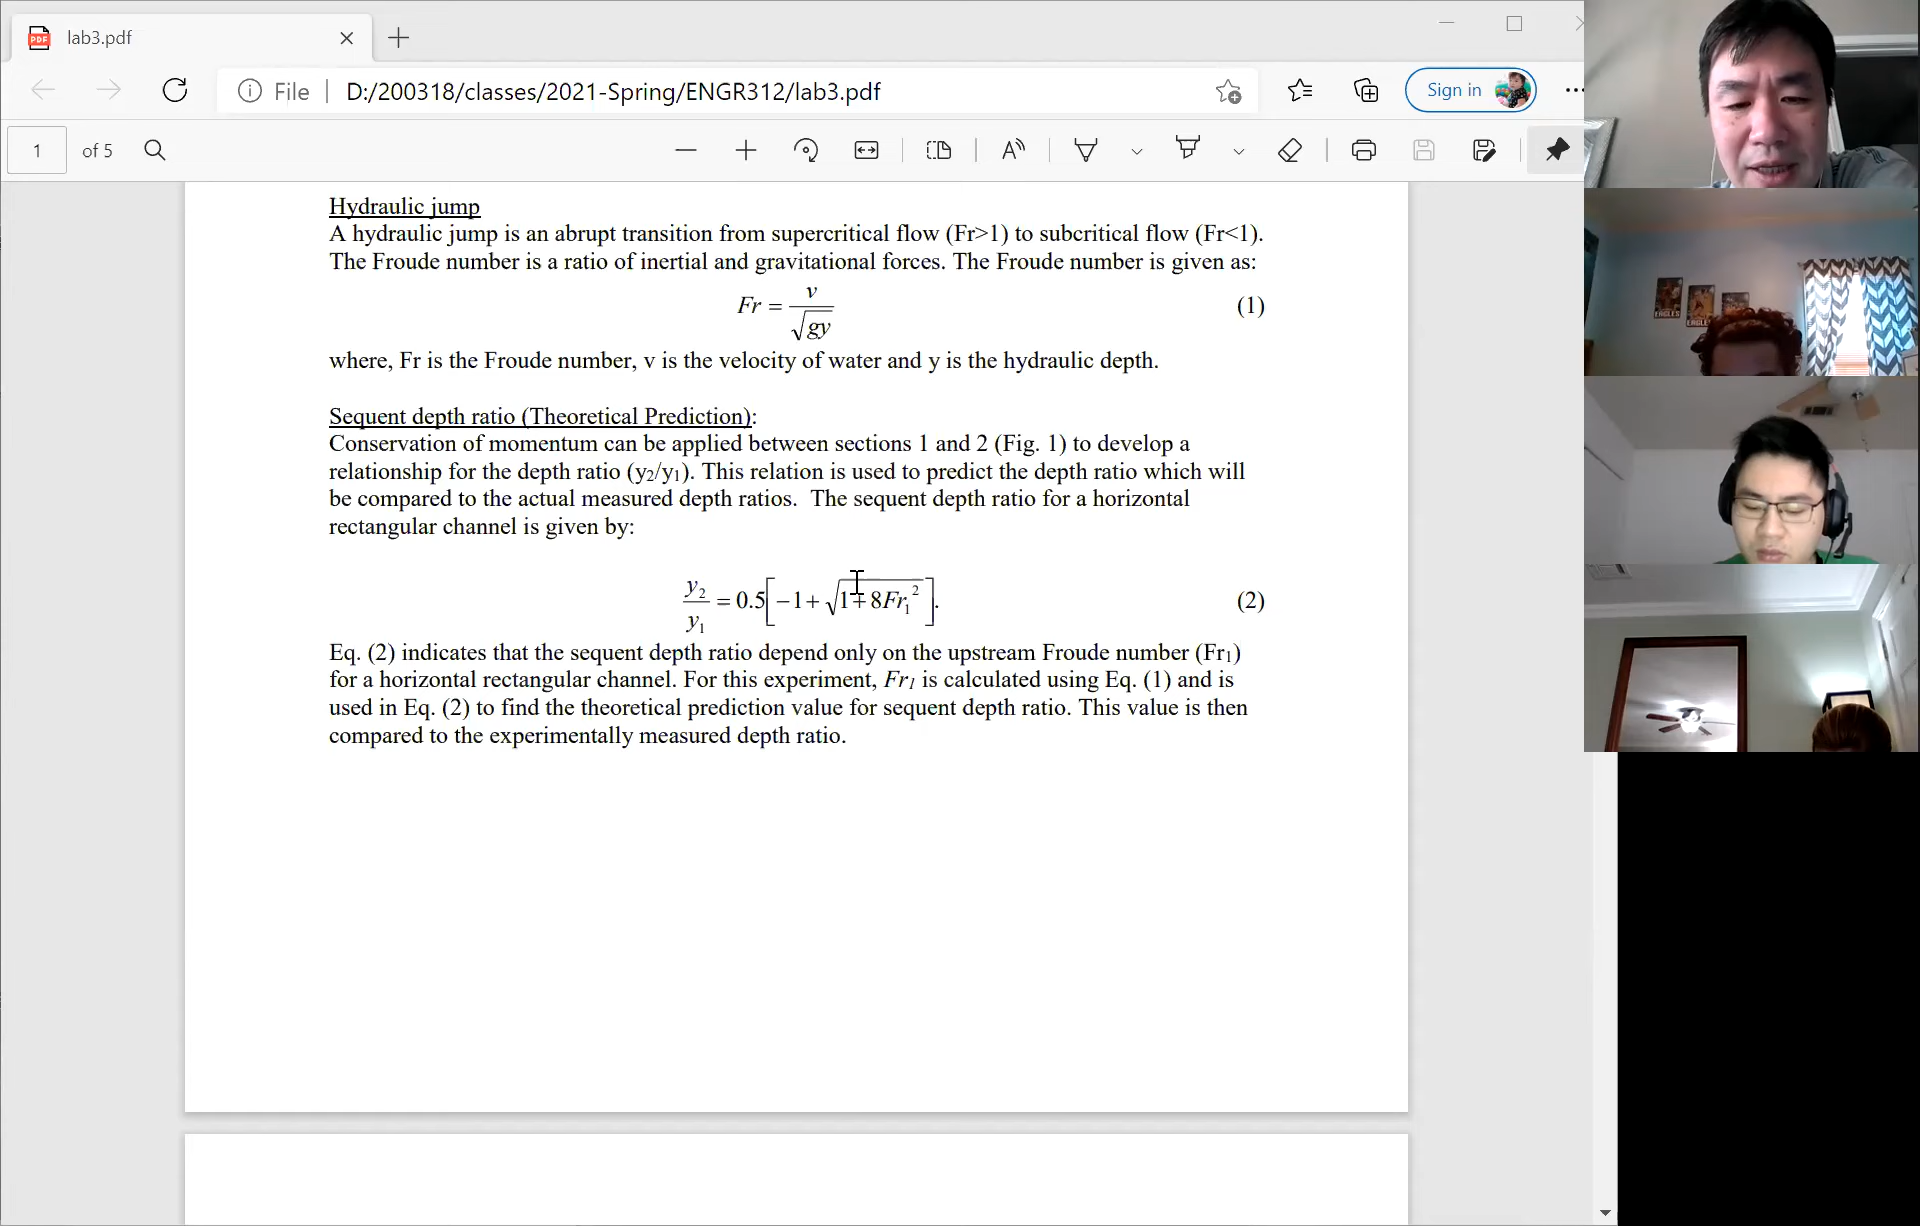 lab3.pdf
File
D:/200318/classes/2021-Spring/ENGR312/lab3.pdf
Sign in
1 of 5
Hydraulic jump
A hydraulic jump is an abrupt transition from supercritical flow (Fr>1) to subcritical flow (Fr<1).
The Froude number is a ratio of inertial and gravitational forces. The Froude number is given as:
Fr = v / √gy (1)
where, Fr is the Froude number, v is the velocity of water and y is the hydraulic depth.
Sequent depth ratio (Theoretical Prediction):
Conservation of momentum can be applied between sections 1 and 2 (Fig. 1) to develop a
relationship for the depth ratio (y₂/y₁). This relation is used to predict the depth ratio which will
be compared to the actual measured depth ratios. The sequent depth ratio for a horizontal
rectangular channel is given by:
y₂/y₁ = 0.5[−1+√1+8Fr₁²]. (2)
Eq. (2) indicates that the sequent depth ratio depend only on the upstream Froude number (Fr₁)
for a horizontal rectangular channel. For this experiment, Fr₁ is calculated using Eq. (1) and is
used in Eq. (2) to find the theoretical prediction value for sequent depth ratio. This value is then
compared to the experimentally measured depth ratio.
EAGLES